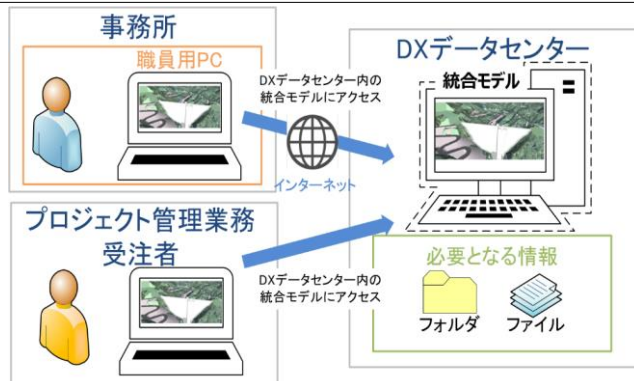 事務所
職員用PC
DXデータセンター内の
統合モデルにアクセス
インターネット
プロジェクト管理業務
受注者
DXデータセンター内の
統合モデルにアクセス
DXデータセンター
統合モデル
必要となる情報
フォルダ
ファイル